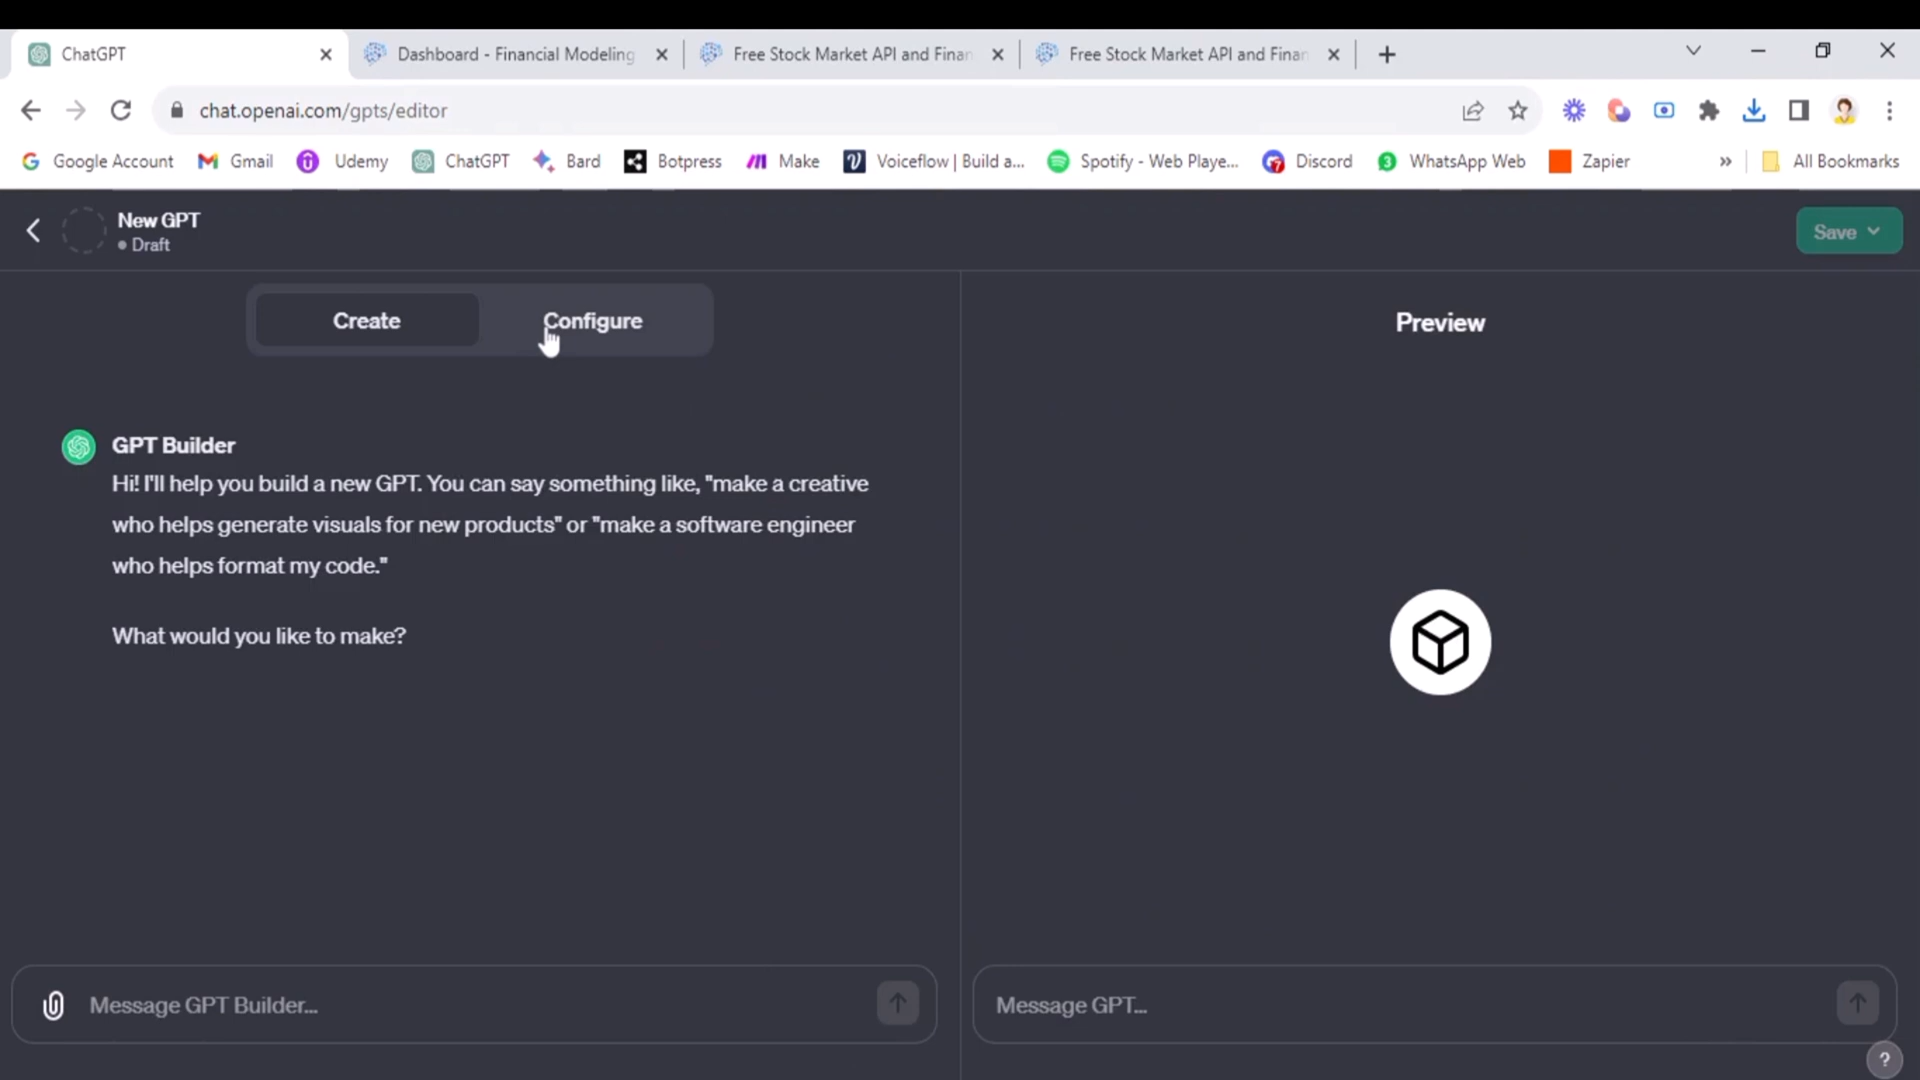 ChatGPT
Dashboard - Financial Modeling
Free Stock Market API and Finan
Free Stock Market API and Finan
chat.openai.com/gpts/editor
Google Account
Gmail
Udemy
ChatGPT
Bard
Botpress
Make
Voiceflow | Build a...
Spotify - Web Playe...
Discord
3
WhatsApp Web
Zapier
»
All Bookmarks
New GPT
Draft
Save
Create
Configure
Preview
GPT Builder
Hi! I'll help you build a new GPT. You can say something like, "make a creative
who helps generate visuals for new products" or "make a software engineer
who helps format my code."
What would you like to make?
Message GPT Builder...
Message GPT...
?